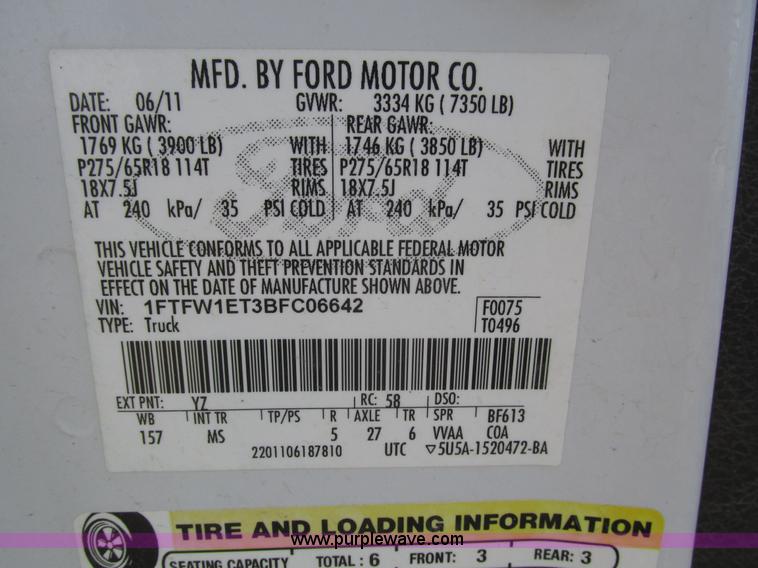 MFD. BY FORD MOTOR CO.
DATE: 06/11 GVWR: 3334 KG ( 7350 LB)
FRONT GAWR: REAR GAWR:
1769 KG ( 3900 LB) WITH 1746 KG ( 3850 LB) WITH
P275/65R18 114T TIRES P275/65R18 114T TIRES
18X7.5J RIMS 18X7.5J RIMS
AT 240 kPa/ 35 PSI COLD AT 240 kPa/ 35 PSI COLD
Ford
THIS VEHICLE CONFORMS TO ALL APPLICABLE FEDERAL MOTOR
VEHICLE SAFETY AND THEFT PREVENTION STANDARDS IN
EFFECT ON THE DATE OF MANUFACTURE SHOWN ABOVE.
VIN: 1FTFW1ET3BFC06642 F0075
TYPE: Truck T0496
EXT PNT: YZ RC: 58 DSO:
WB INT TR TP/PS R AXLE TR SPR BF613
157 MS 5 27 6 VVAA COA
2201106187810 UTC ▽5U5A-1520472-BA
TIRE AND LOADING INFORMATION
www.purplewave.com
SEATING CAPACITY TOTAL : 6 FRONT: 3 REAR: 3